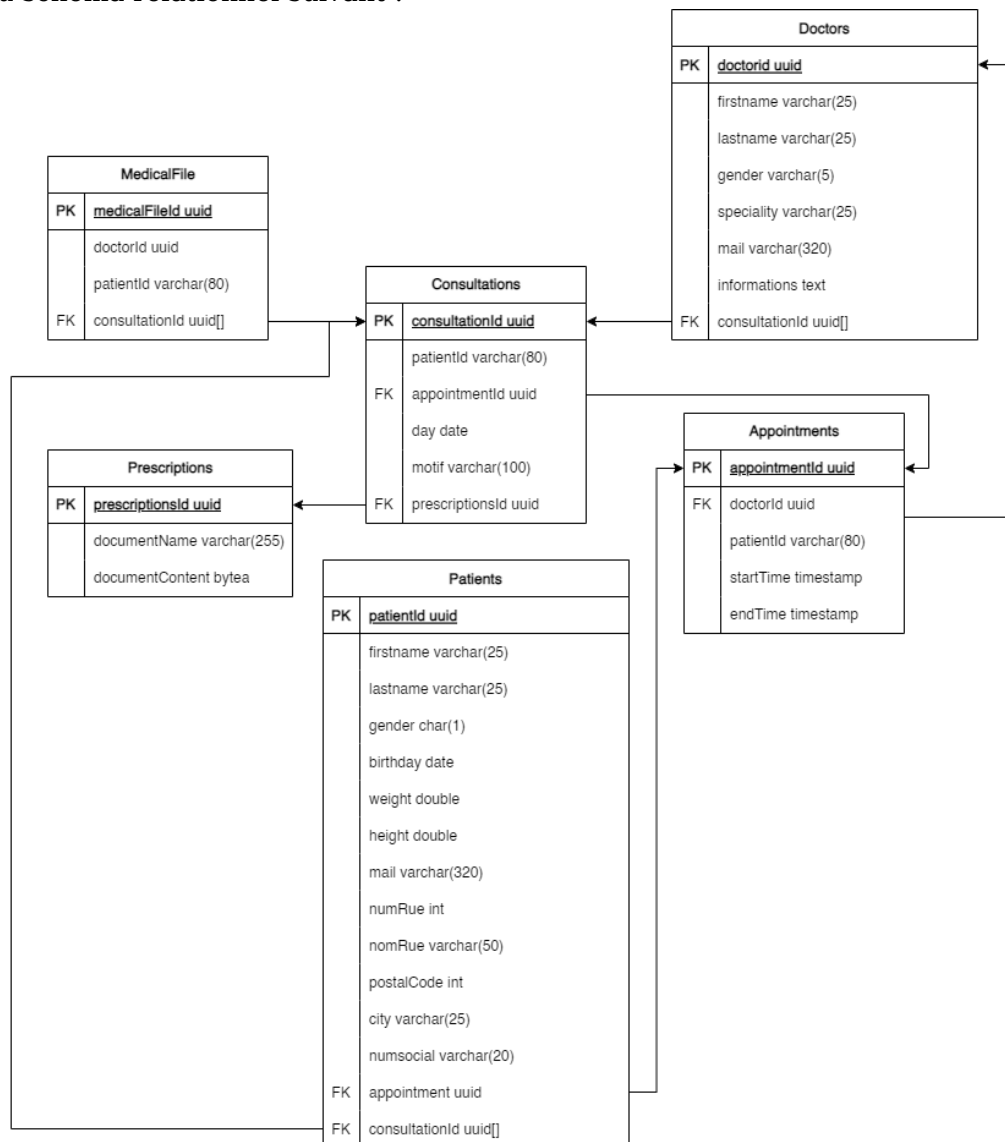 Doctors
PK doctorid uuid
firstname varchar(25)
lastname varchar(25)
gender varchar(5)
speciality varchar(25)
mail varchar(320)
informations text
FK consultationId uuid[]
MedicalFile
PK medicalFileId uuid
doctorId uuid
patientId varchar(80)
FK consultationId uuid[]
Consultations
PK consultationId uuid
patientId varchar(80)
FK appointmentId uuid
day date
motif varchar(100)
FK prescriptionsId uuid
Appointments
PK appointmentId uuid
FK doctorId uuid
patientId varchar(80)
startTime timestamp
endTime timestamp
Prescriptions
PK prescriptionsId uuid
documentName varchar(255)
documentContent bytea
Patients
PK patientId uuid
firstname varchar(25)
lastname varchar(25)
gender char(1)
birthday date
weight double
height double
mail varchar(320)
numRue int
nomRue varchar(50)
postalCode int
city varchar(25)
numsocial varchar(20)
FK appointment uuid
FK consultationId uuid[]